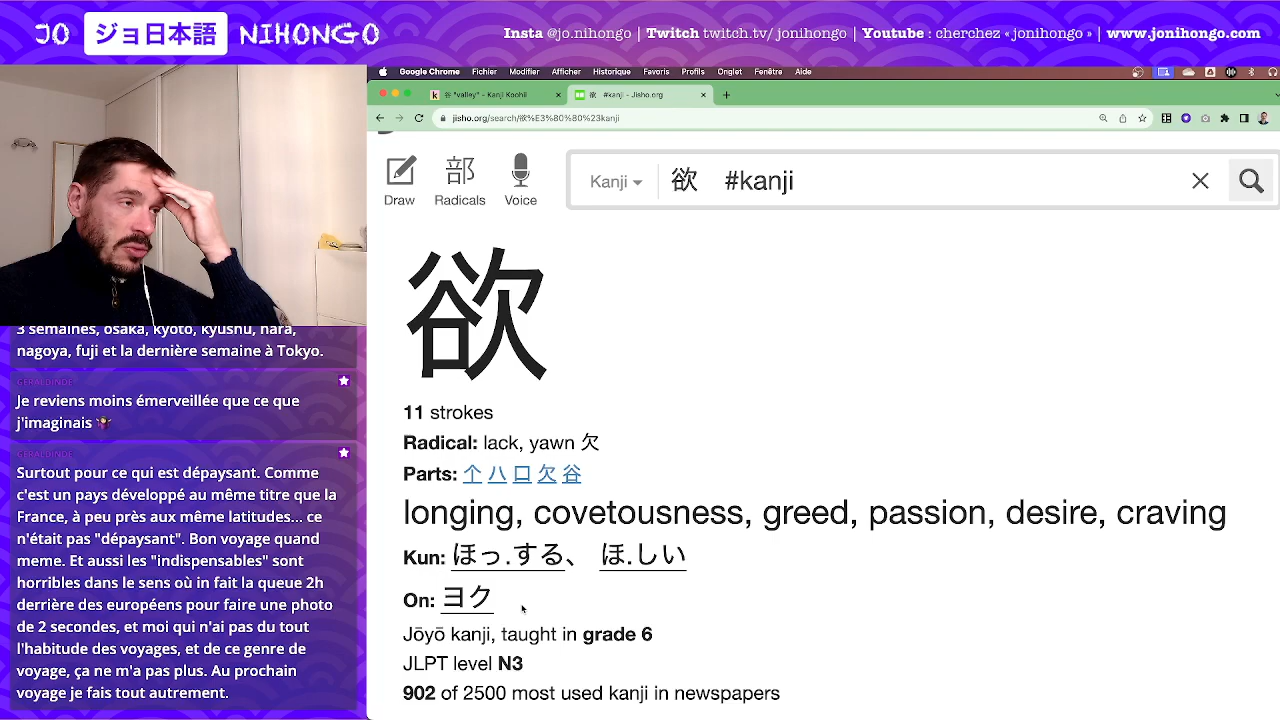 JO ジョ日本語 NIHONGO
Insta @jo.nihongo | Twitch twitch.tv/ jonihongo | Youtube : cherchez « jonihongo » | www.jonihongo.com
Google Chrome Fichier Modifier Afficher Historique Favoris Profils Onglet Fenêtre Aide
谷 "valley" - Kanji Koohii
欲 #kanji - Jisho.org
jisho.org/search/欲%E3%80%80%23kanji
部
Draw Radicals Voice
Kanji 欲 #kanji
欲
11 strokes
Radical: lack, yawn 欠
Parts: 个 ハ 口 欠 谷
longing, covetousness, greed, passion, desire, craving
Kun: ほっ.する、 ほ.しい
On: ヨク
Jōyō kanji, taught in grade 6
JLPT level N3
902 of 2500 most used kanji in newspapers
3 semaines, osaka, kyoto, kyushu, nara,
nagoya, fuji et la dernière semaine à Tokyo.
GERALDINOE
Je reviens moins émerveillée que ce que
j'imaginais
GERALDINOE
Surtout pour ce qui est dépaysant. Comme
c'est un pays développé au même titre que la
France, à peu près aux même latitudes... ce
n'était pas "dépaysant". Bon voyage quand
meme. Et aussi les "indispensables" sont
horribles dans le sens où in fait la queue 2h
derrière des européens pour faire une photo
de 2 secondes, et moi qui n'ai pas du tout
l'habitude des voyages, et de ce genre de
voyage, ça ne m'a pas plus. Au prochain
voyage je fais tout autrement.